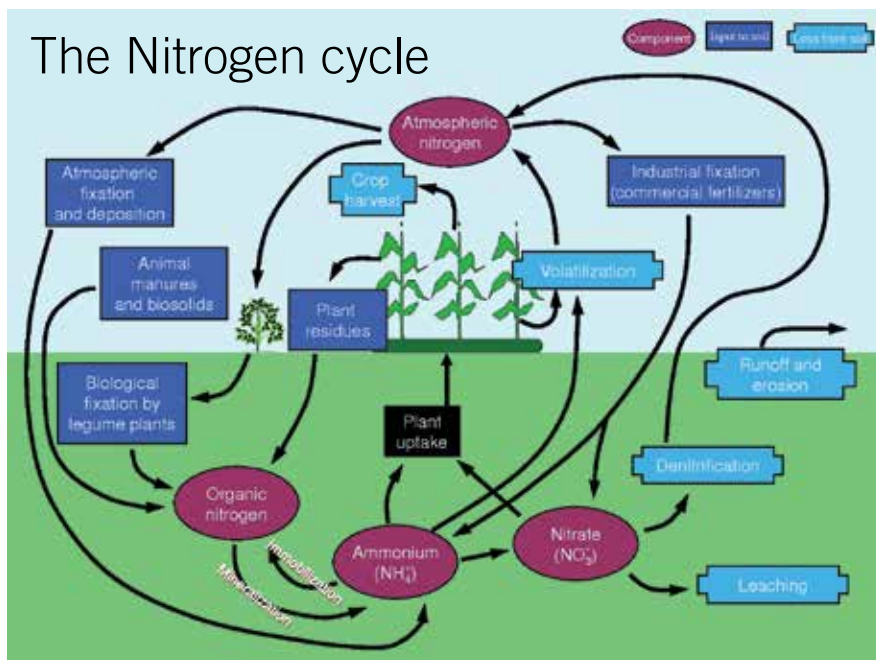 The Nitrogen cycle
Component
Input to soil
Loss from soil
Atmospheric
nitrogen
Atmospheric
fixation
and deposition
Crop
harvest
Industrial fixation
(commercial fertilizers)
Animal
manures
and biosolids
Volatilization
Plant
residues
Runoff and
erosion
Biological
fixation by
legume plants
Plant
uptake
Denitrification
Organic
nitrogen
Ammonium
(NH₄⁺)
Nitrate
(NO₃⁻)
Immobilization
Mineralization
Leaching